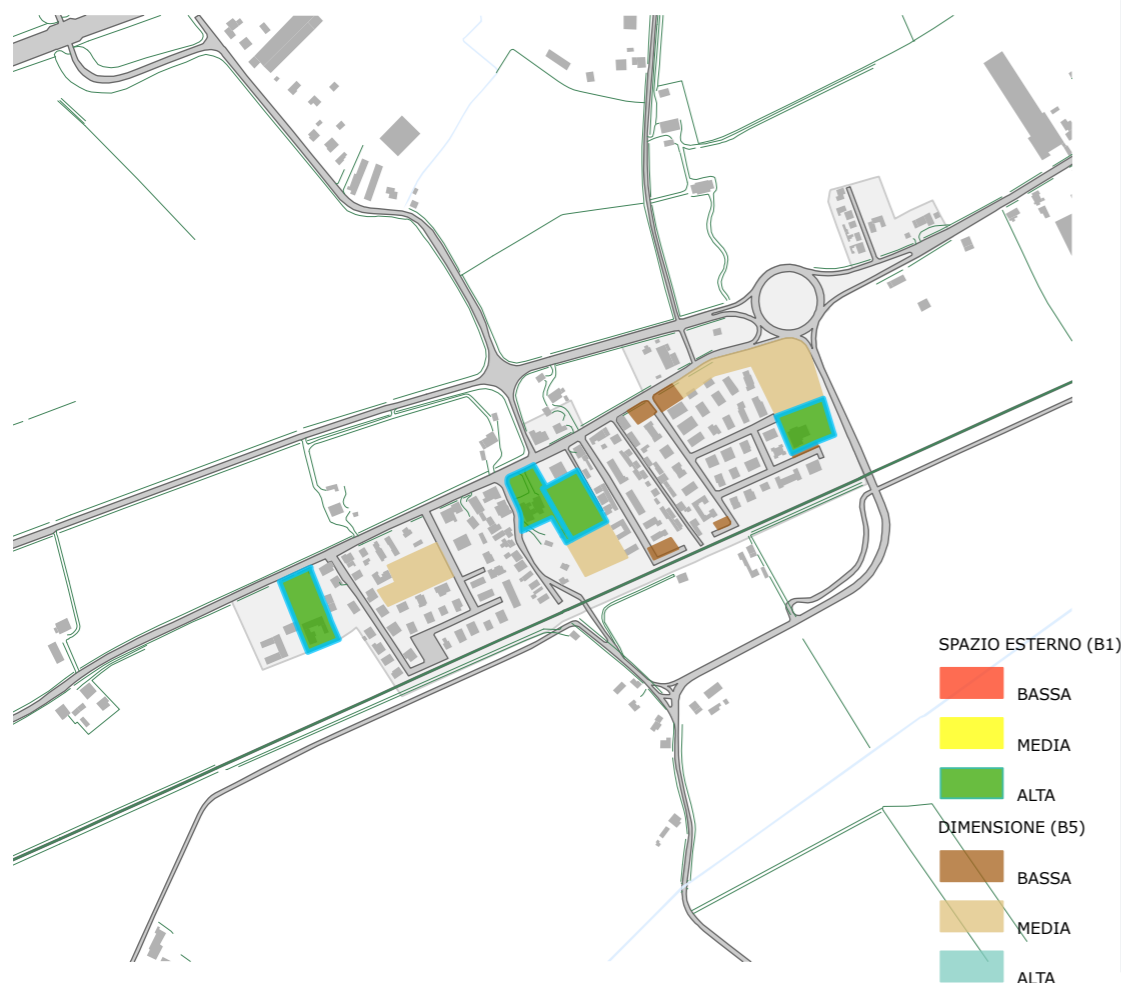 SPAZIO ESTERNO (B1)
BASSA
MEDIA
ALTA
DIMENSIONE (B5)
BASSA
MEDIA
ALTA